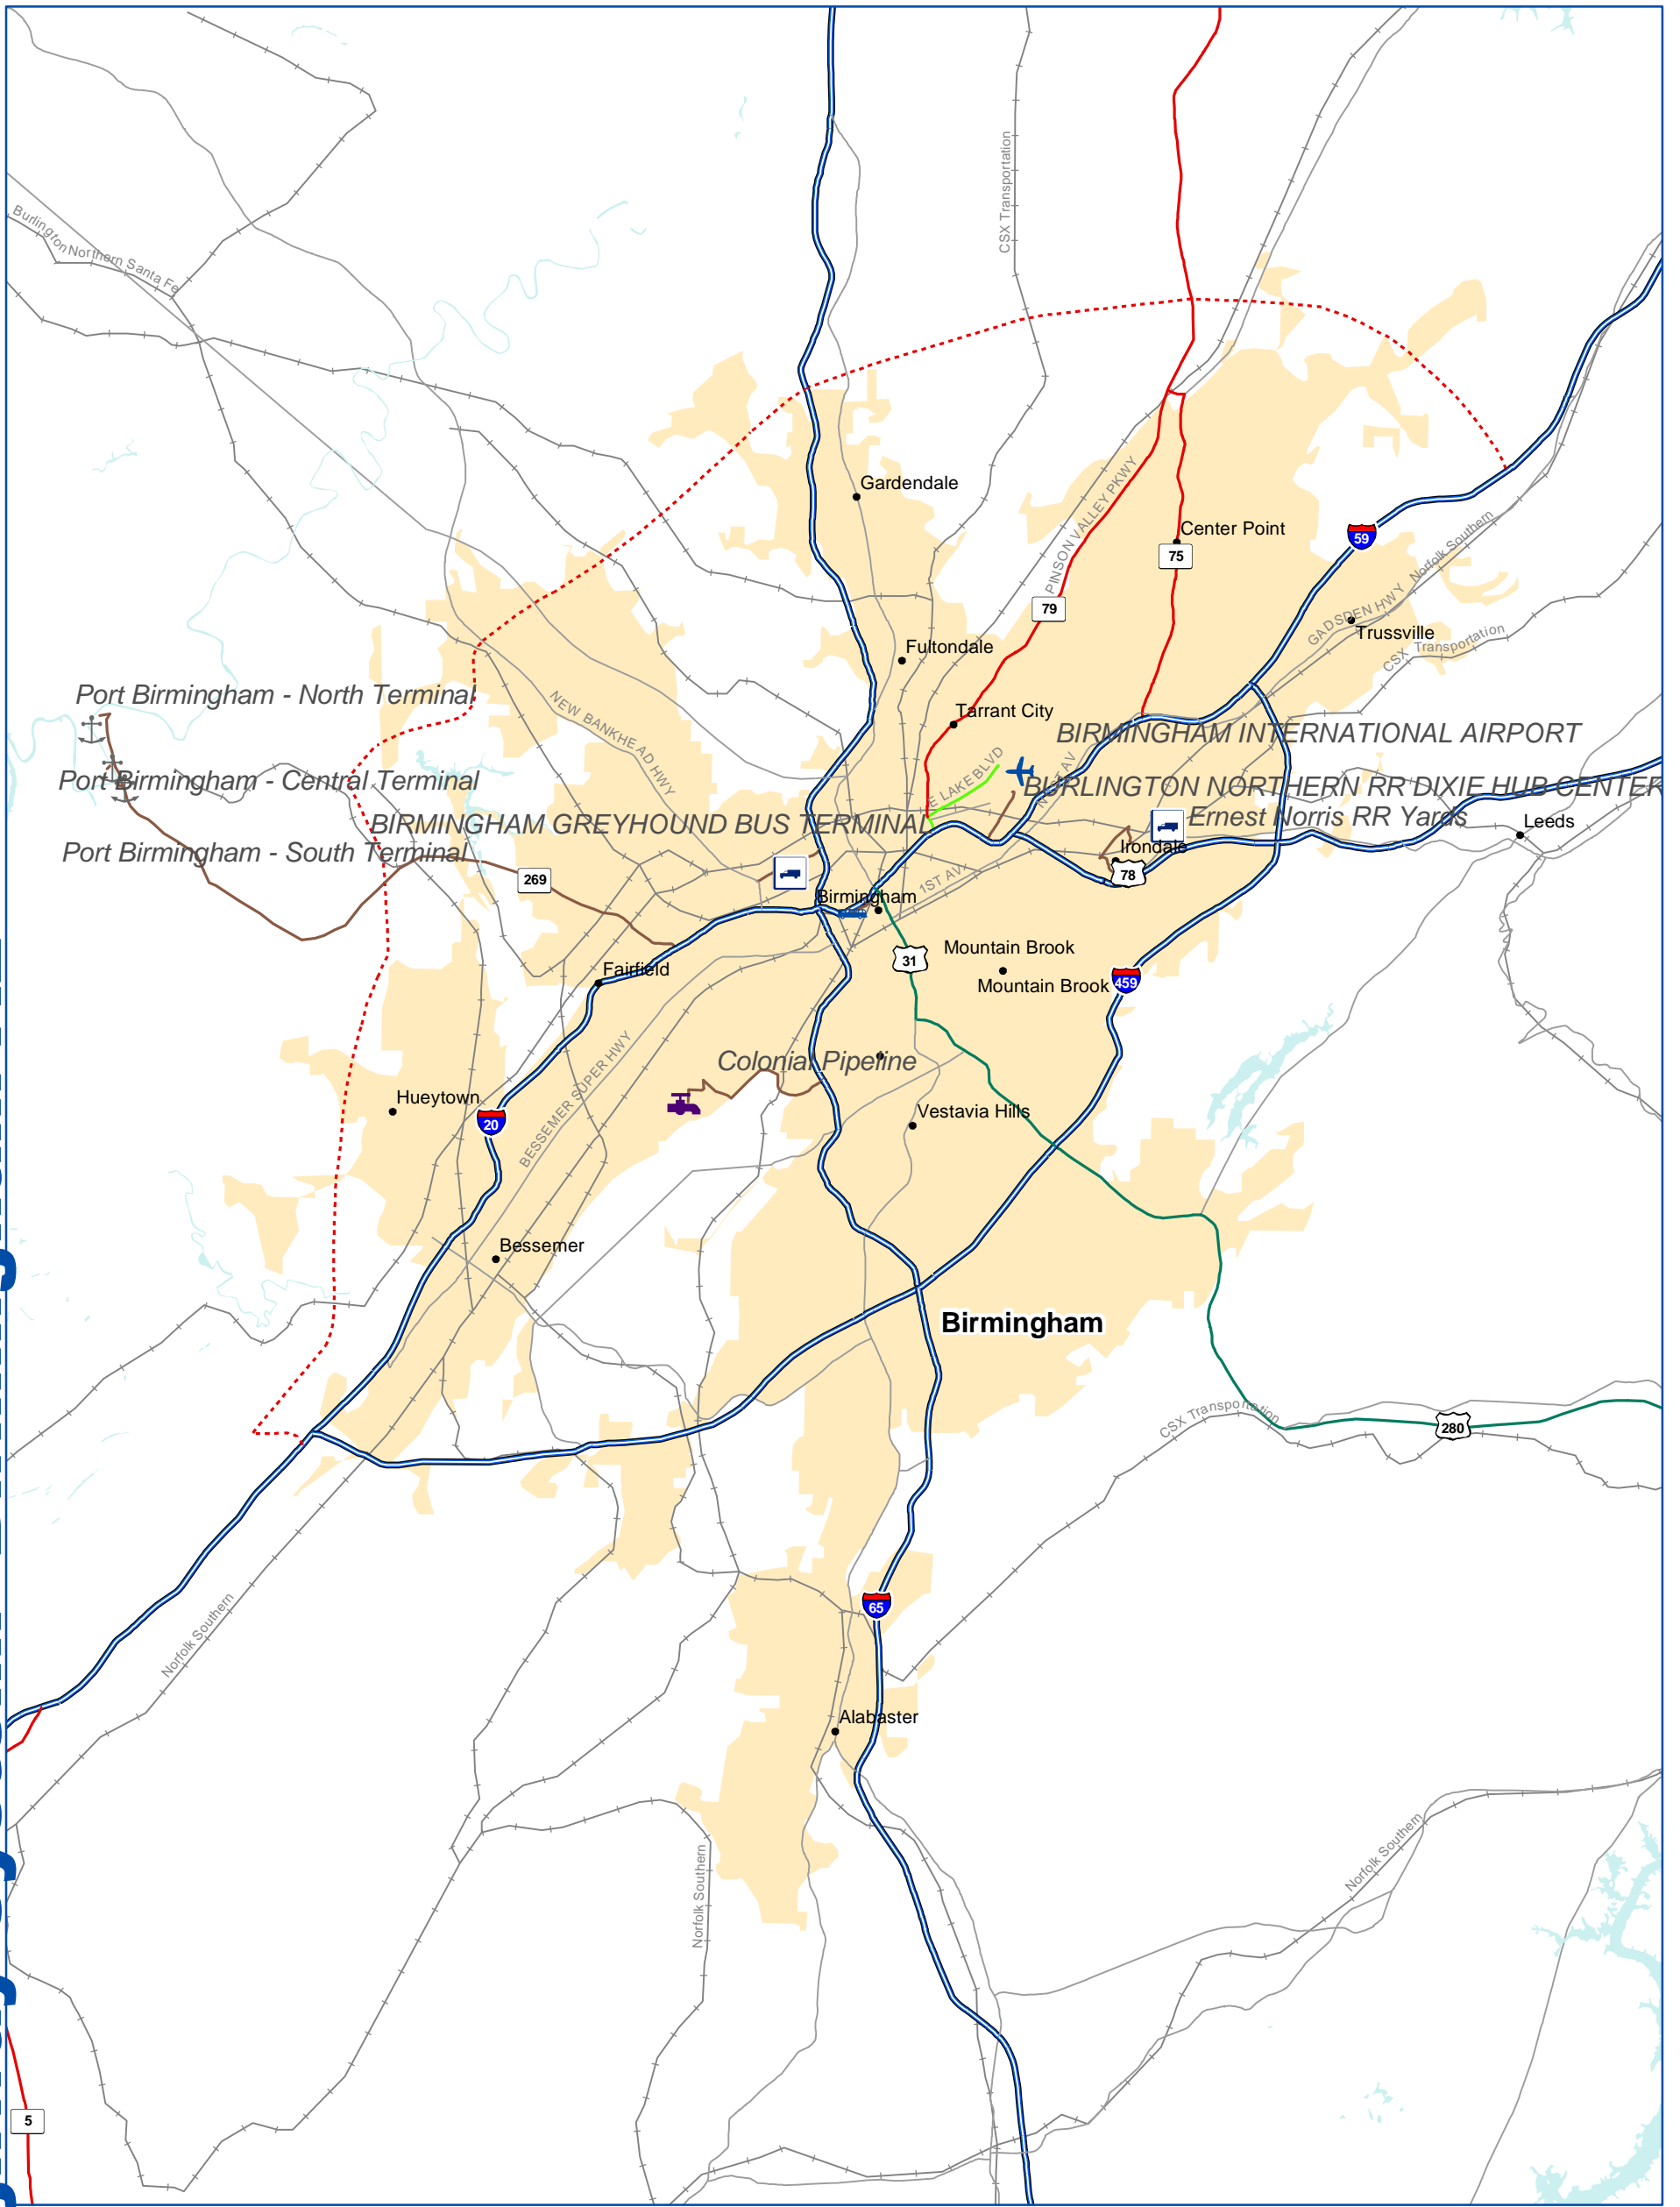 CSX Transportation
Burlington Northern Santa Fe
Gardendale
PINSON VALLEY PKWY
Center Point
75
59
Norfolk Southern
79
GADSDEN HWY
Trussville
CSX Transportation
Fultondale
Port Birmingham - North Terminal
NEW BANKHEAD HWY
Tarrant City
BIRMINGHAM INTERNATIONAL AIRPORT
Port Birmingham - Central Terminal
E LAKE BLVD
BURLINGTON NORTHERN RR DIXIE HUB CENTER
BIRMINGHAM GREYHOUND BUS TERMINAL
Ernest Norris RR Yards
Leeds
Port Birmingham - South Terminal
Irondale
269
1ST AV
78
Birmingham
31
Mountain Brook
Fairfield
Mountain Brook
459
Colonial Pipeline
BESSEMER SUPER HWY
Hueytown
20
Vestavia Hills
Bessemer
Birmingham
CSX Transportation
280
65
Norfolk Southern
Alabaster
Norfolk Southern
Norfolk Southern
5